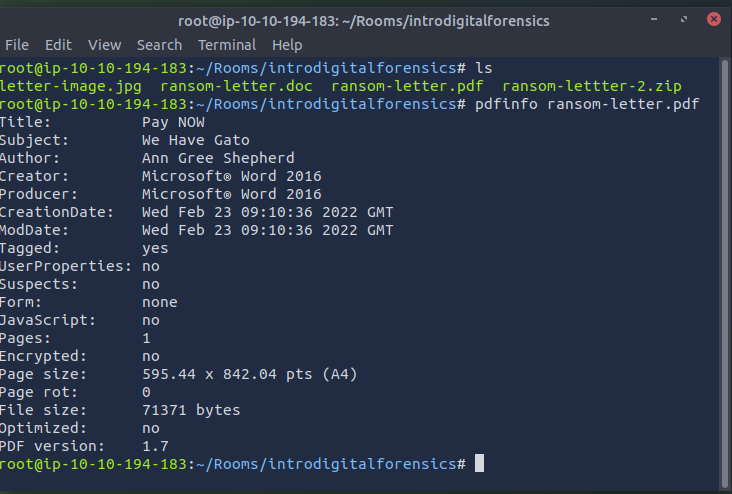 root@ip-10-10-194-183: ~/Rooms/introdigitalforensics
File Edit View Search Terminal Help
root@ip-10-10-194-183:~/Rooms/introdigitalforensics# ls
letter-image.jpg ransom-letter.doc ransom-letter.pdf ransom-lettter-2.zip
root@ip-10-10-194-183:~/Rooms/introdigitalforensics# pdfinfo ransom-letter.pdf
Title: Pay NOW
Subject: We Have Gato
Author: Ann Gree Shepherd
Creator: Microsoft® Word 2016
Producer: Microsoft® Word 2016
CreationDate: Wed Feb 23 09:10:36 2022 GMT
ModDate: Wed Feb 23 09:10:36 2022 GMT
Tagged: yes
UserProperties: no
Suspects: no
Form: none
JavaScript: no
Pages: 1
Encrypted: no
Page size: 595.44 x 842.04 pts (A4)
Page rot: 0
File size: 71371 bytes
Optimized: no
PDF version: 1.7
root@ip-10-10-194-183:~/Rooms/introdigitalforensics#